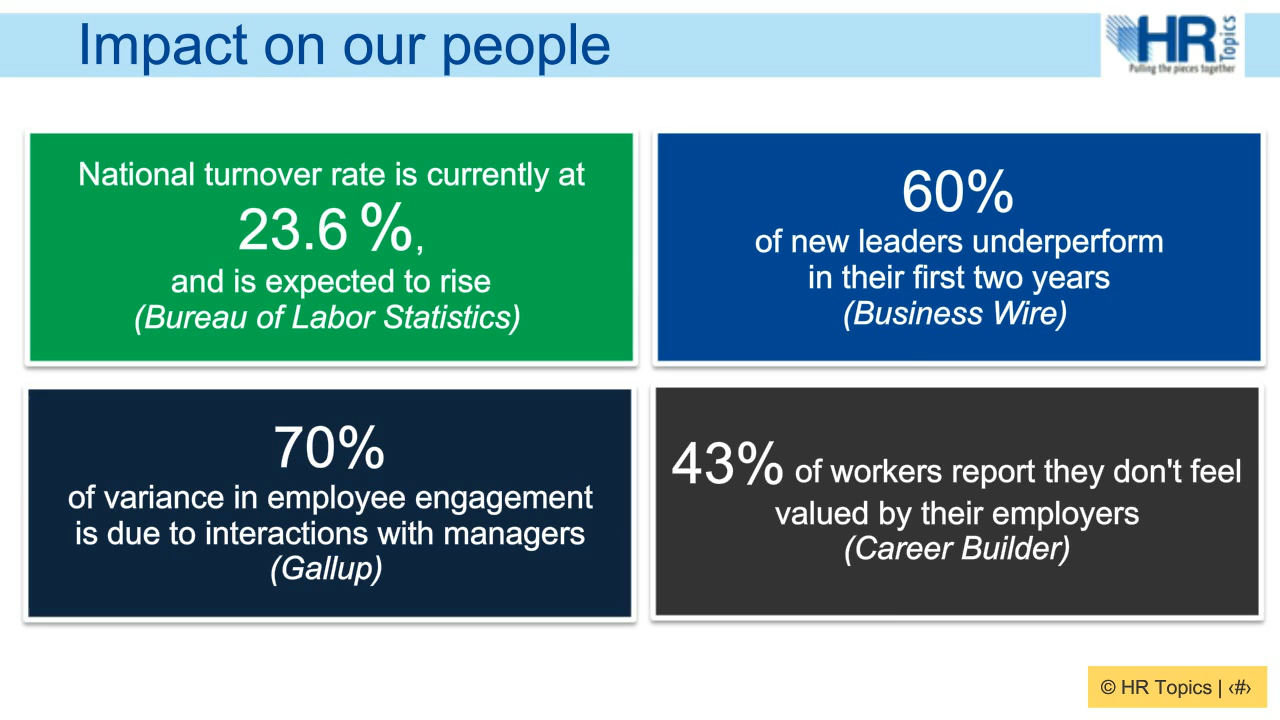 Impact on our people
HR
Topics
Pulling the pieces together
National turnover rate is currently at
23.6 %,
and is expected to rise
(Bureau of Labor Statistics)
60%
of new leaders underperform
in their first two years
(Business Wire)
70%
of variance in employee engagement
is due to interactions with managers
(Gallup)
43% of workers report they don't feel
valued by their employers
(Career Builder)
© HR Topics | ‹#›